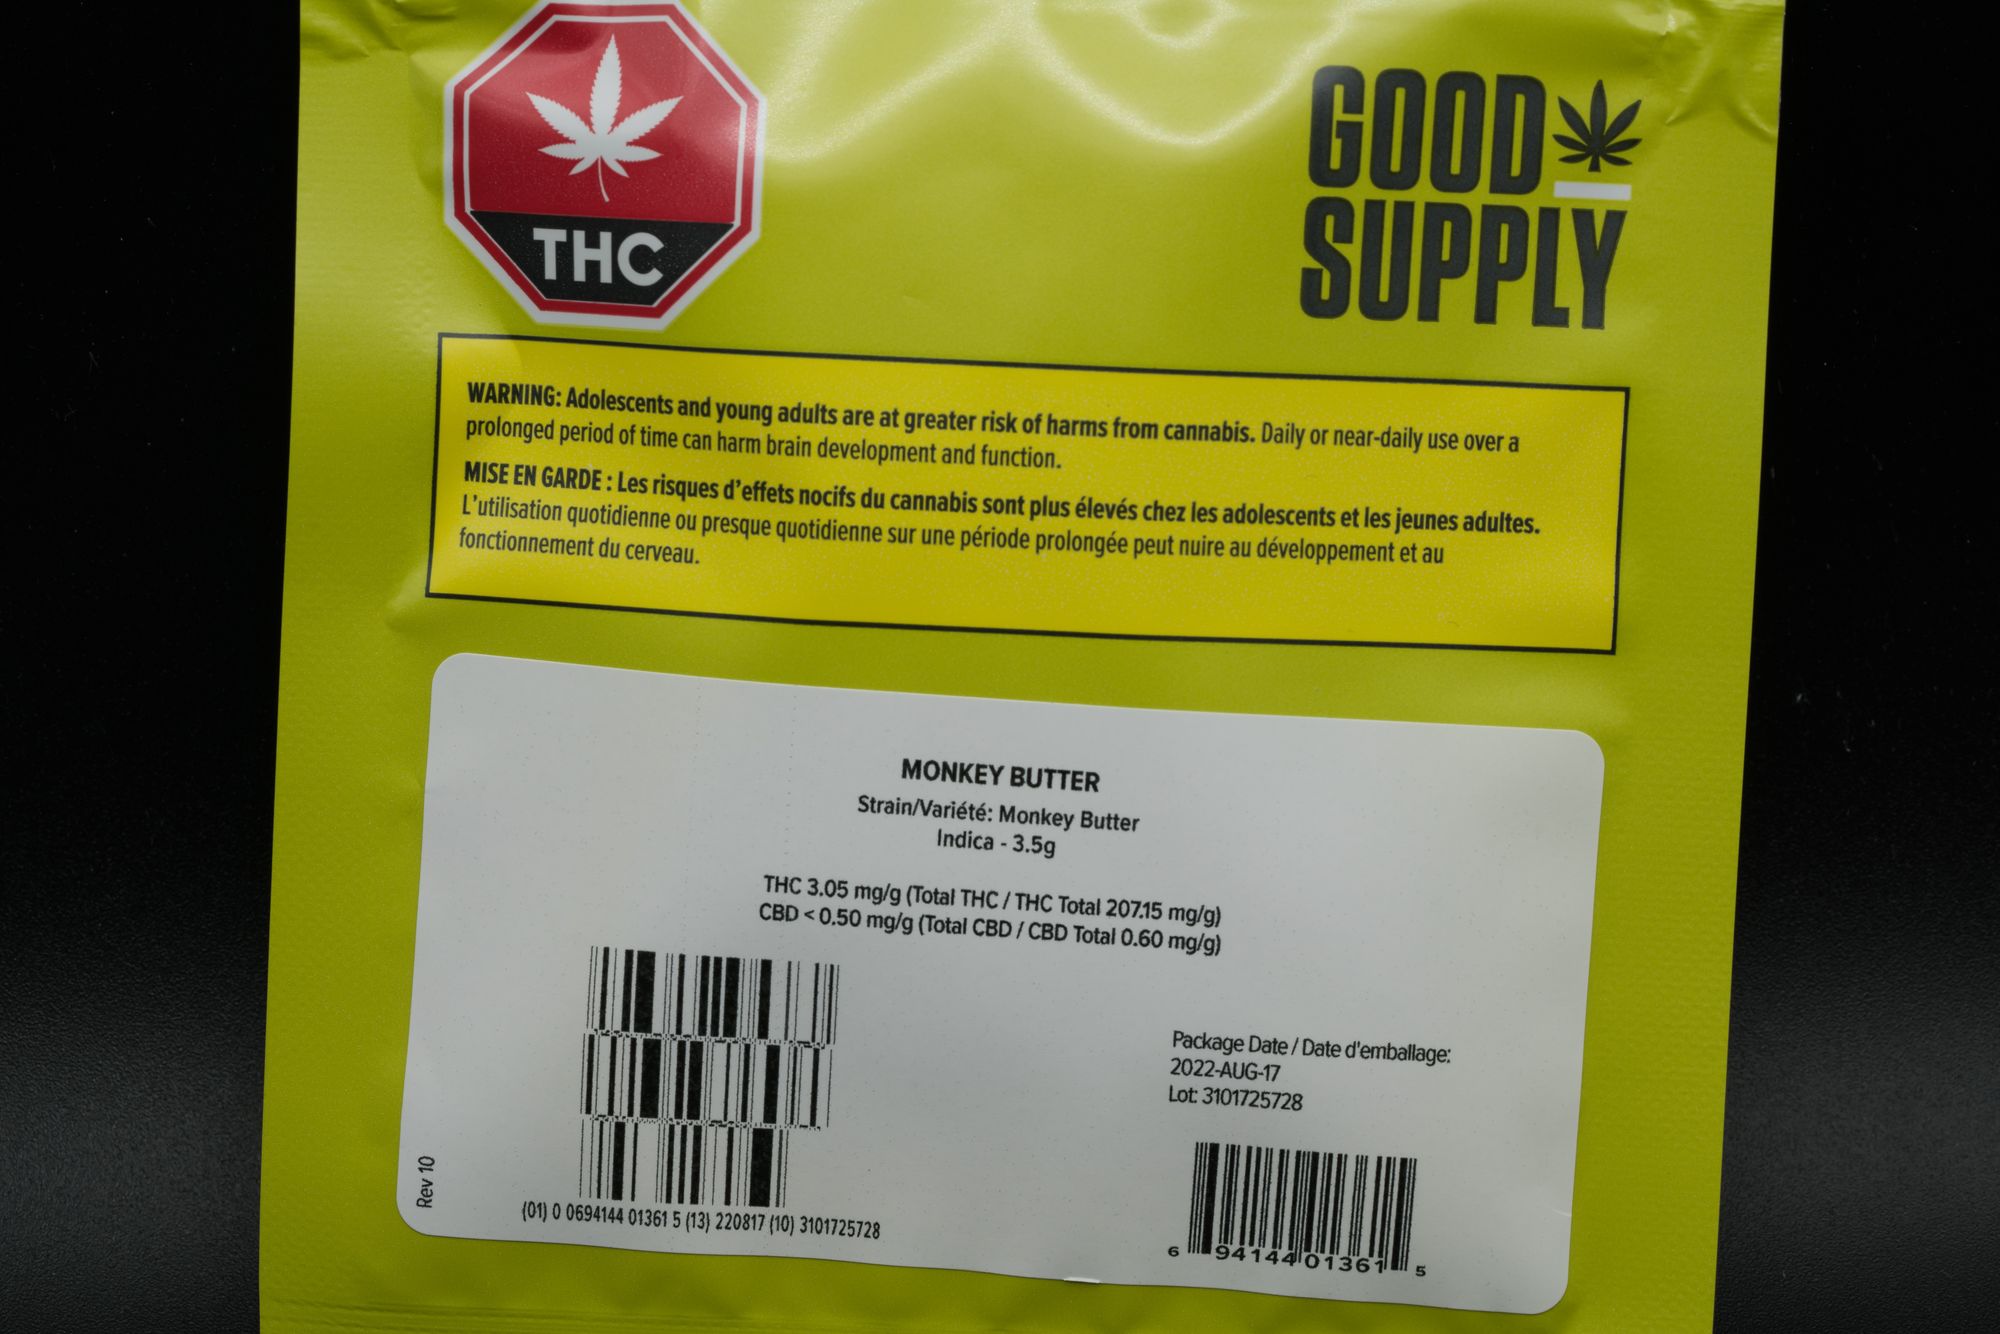 THC
GOOD
SUPPLY
WARNING: Adolescents and young adults are at greater risk of harms from cannabis. Daily or near-daily use over a
prolonged period of time can harm brain development and function.
MISE EN GARDE : Les risques d'effets nocifs du cannabis sont plus élevés chez les adolescents et les jeunes adultes.
L'utilisation quotidienne ou presque quotidienne sur une période prolongée peut nuire au développement et au
fonctionnement du cerveau.
MONKEY BUTTER
Strain/Variété: Monkey Butter
Indica - 3.5g
THC 3.05 mg/g (Total THC / THC Total 207.15 mg/g)
CBD < 0.50 mg/g (Total CBD / CBD Total 0.60 mg/g)
Package Date / Date d'emballage:
2022-AUG-17
Lot: 3101725728
Rev 10
(01) 0 0694144 01361 5 (13) 220817 (10) 3101725728
6 94144 01361 5